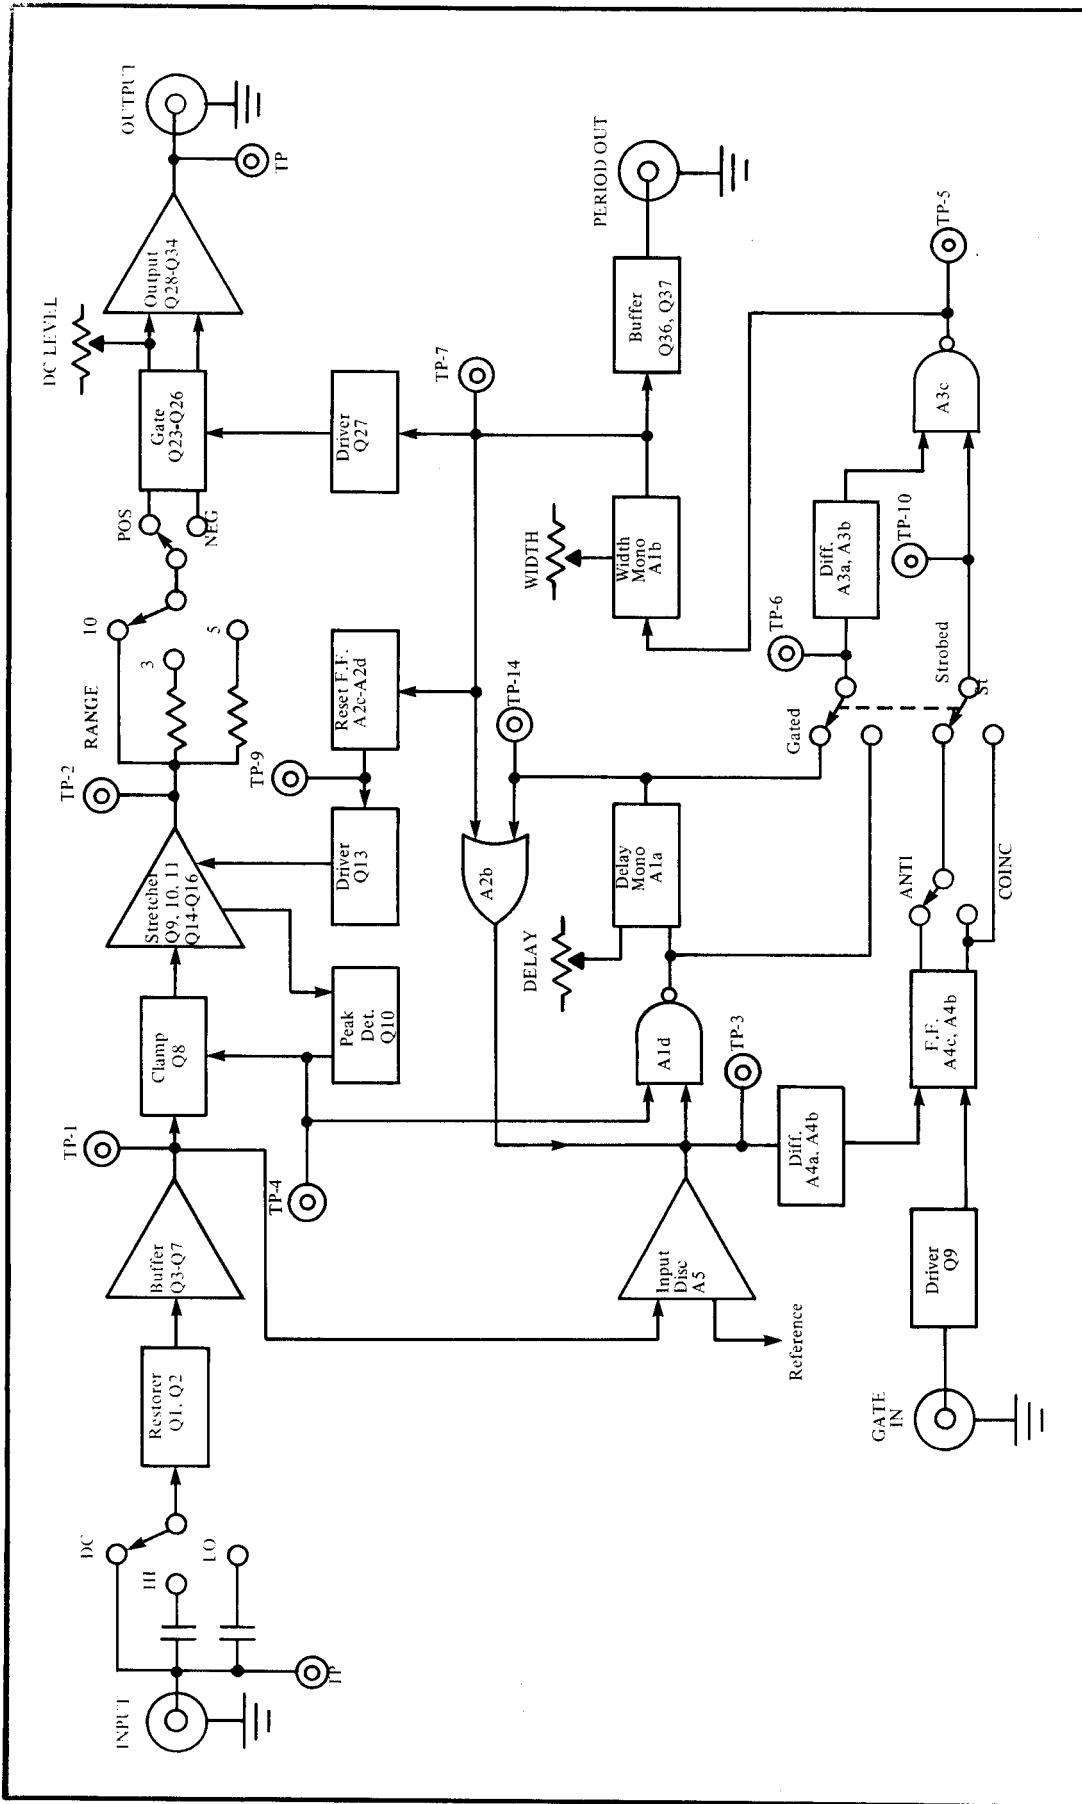 INPUT
TP
DC
HI
LO
Restorer
Q1, Q2
Buffer
Q3-Q7
TP-1
Clamp
Q8
TP-4
Peak
Det.
Q10
Stretcher
Q9, 10, 11
Q14-Q16
TP-2
RANGE
10
3
5
TP-9
Driver
Q13
Reset F.F.
A2c-A2d
POS
NEG
Gate
Q23-Q26
DC LEVEL
Driver
Q27
Output
Q28-Q34
OUTPUT
TP
TP-7
A2b
TP-14
DELAY
Delay
Mono
A1a
A1d
TP-3
Input
Disc
A5
Reference
WIDTH
Width
Mono
A1b
Buffer
Q36, Q37
PERIOD OUT
GATE
IN
Driver
Q9
Diff.
A4a, A4b
F.F.
A4c, A4b
ANTI
COINC
Gated
TP-6
Strobed
St
Diff.
A3a, A3b
TP-10
A3c
TP-5